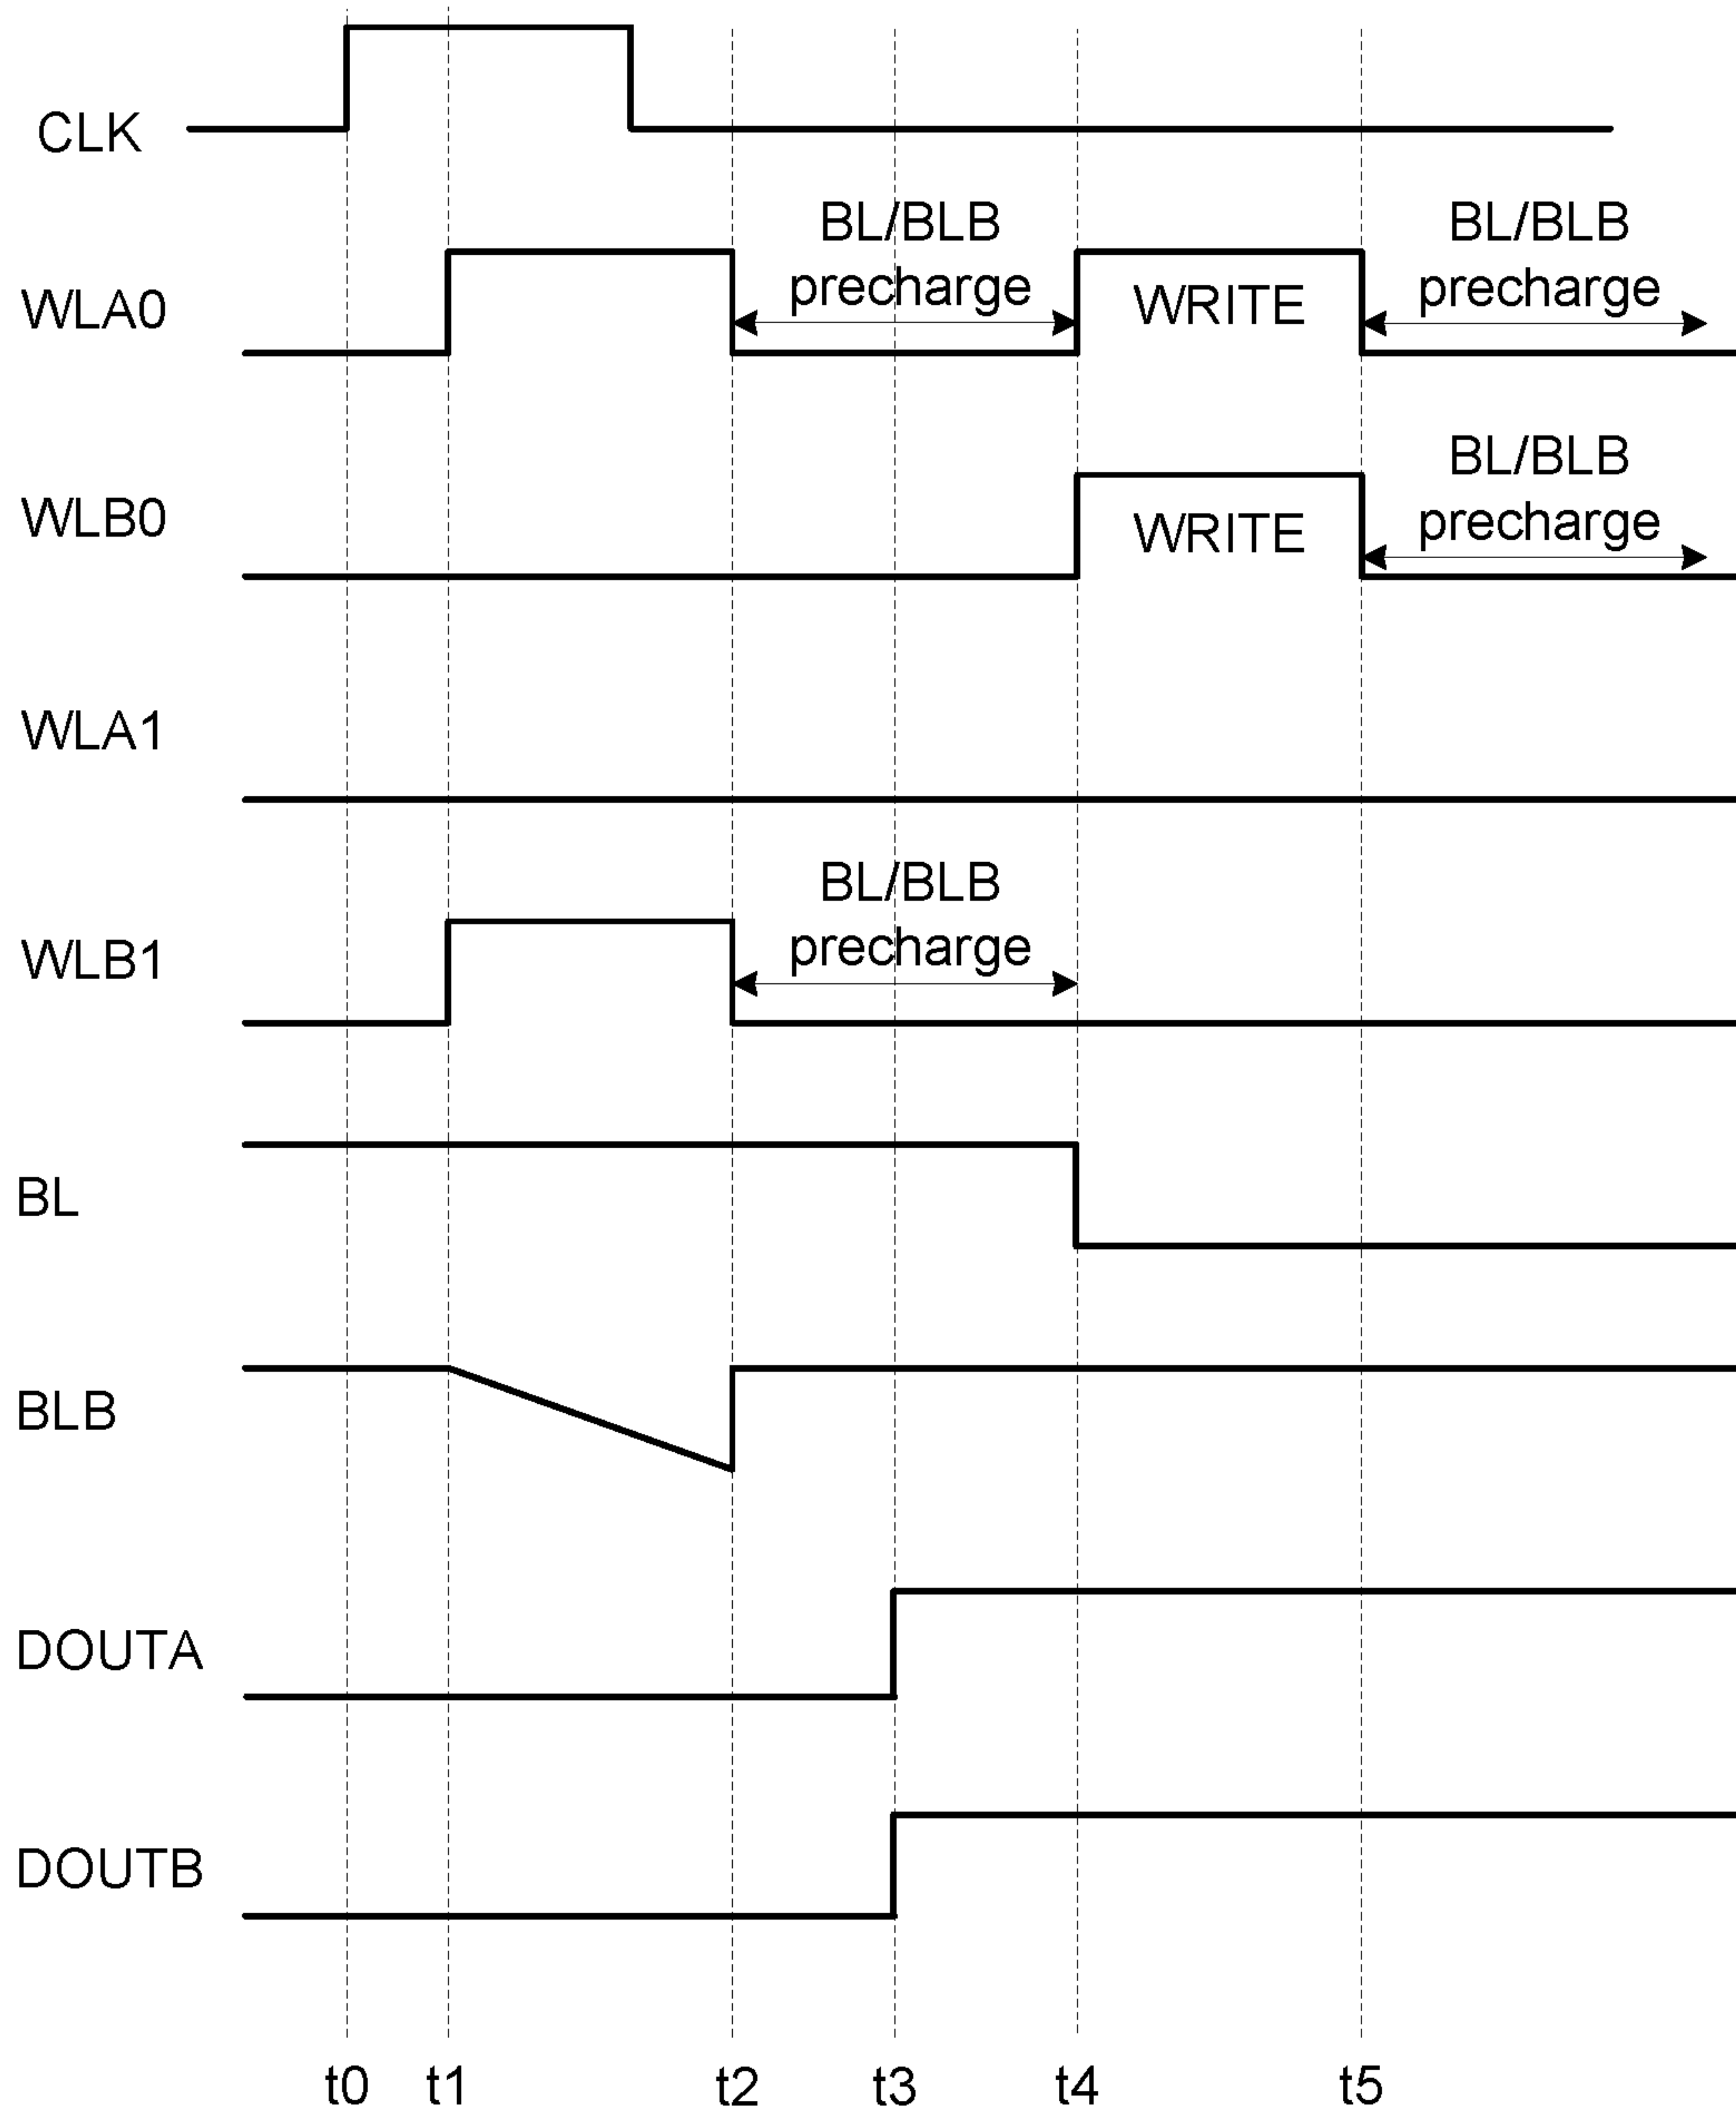 CLK
BL/BLB
precharge
BL/BLB
precharge
WLA0
WRITE
BL/BLB
precharge
WLB0
WRITE
WLA1
BL/BLB
precharge
WLB1
BL
BLB
DOUTA
DOUTB
t0 t1 t2 t3 t4 t5